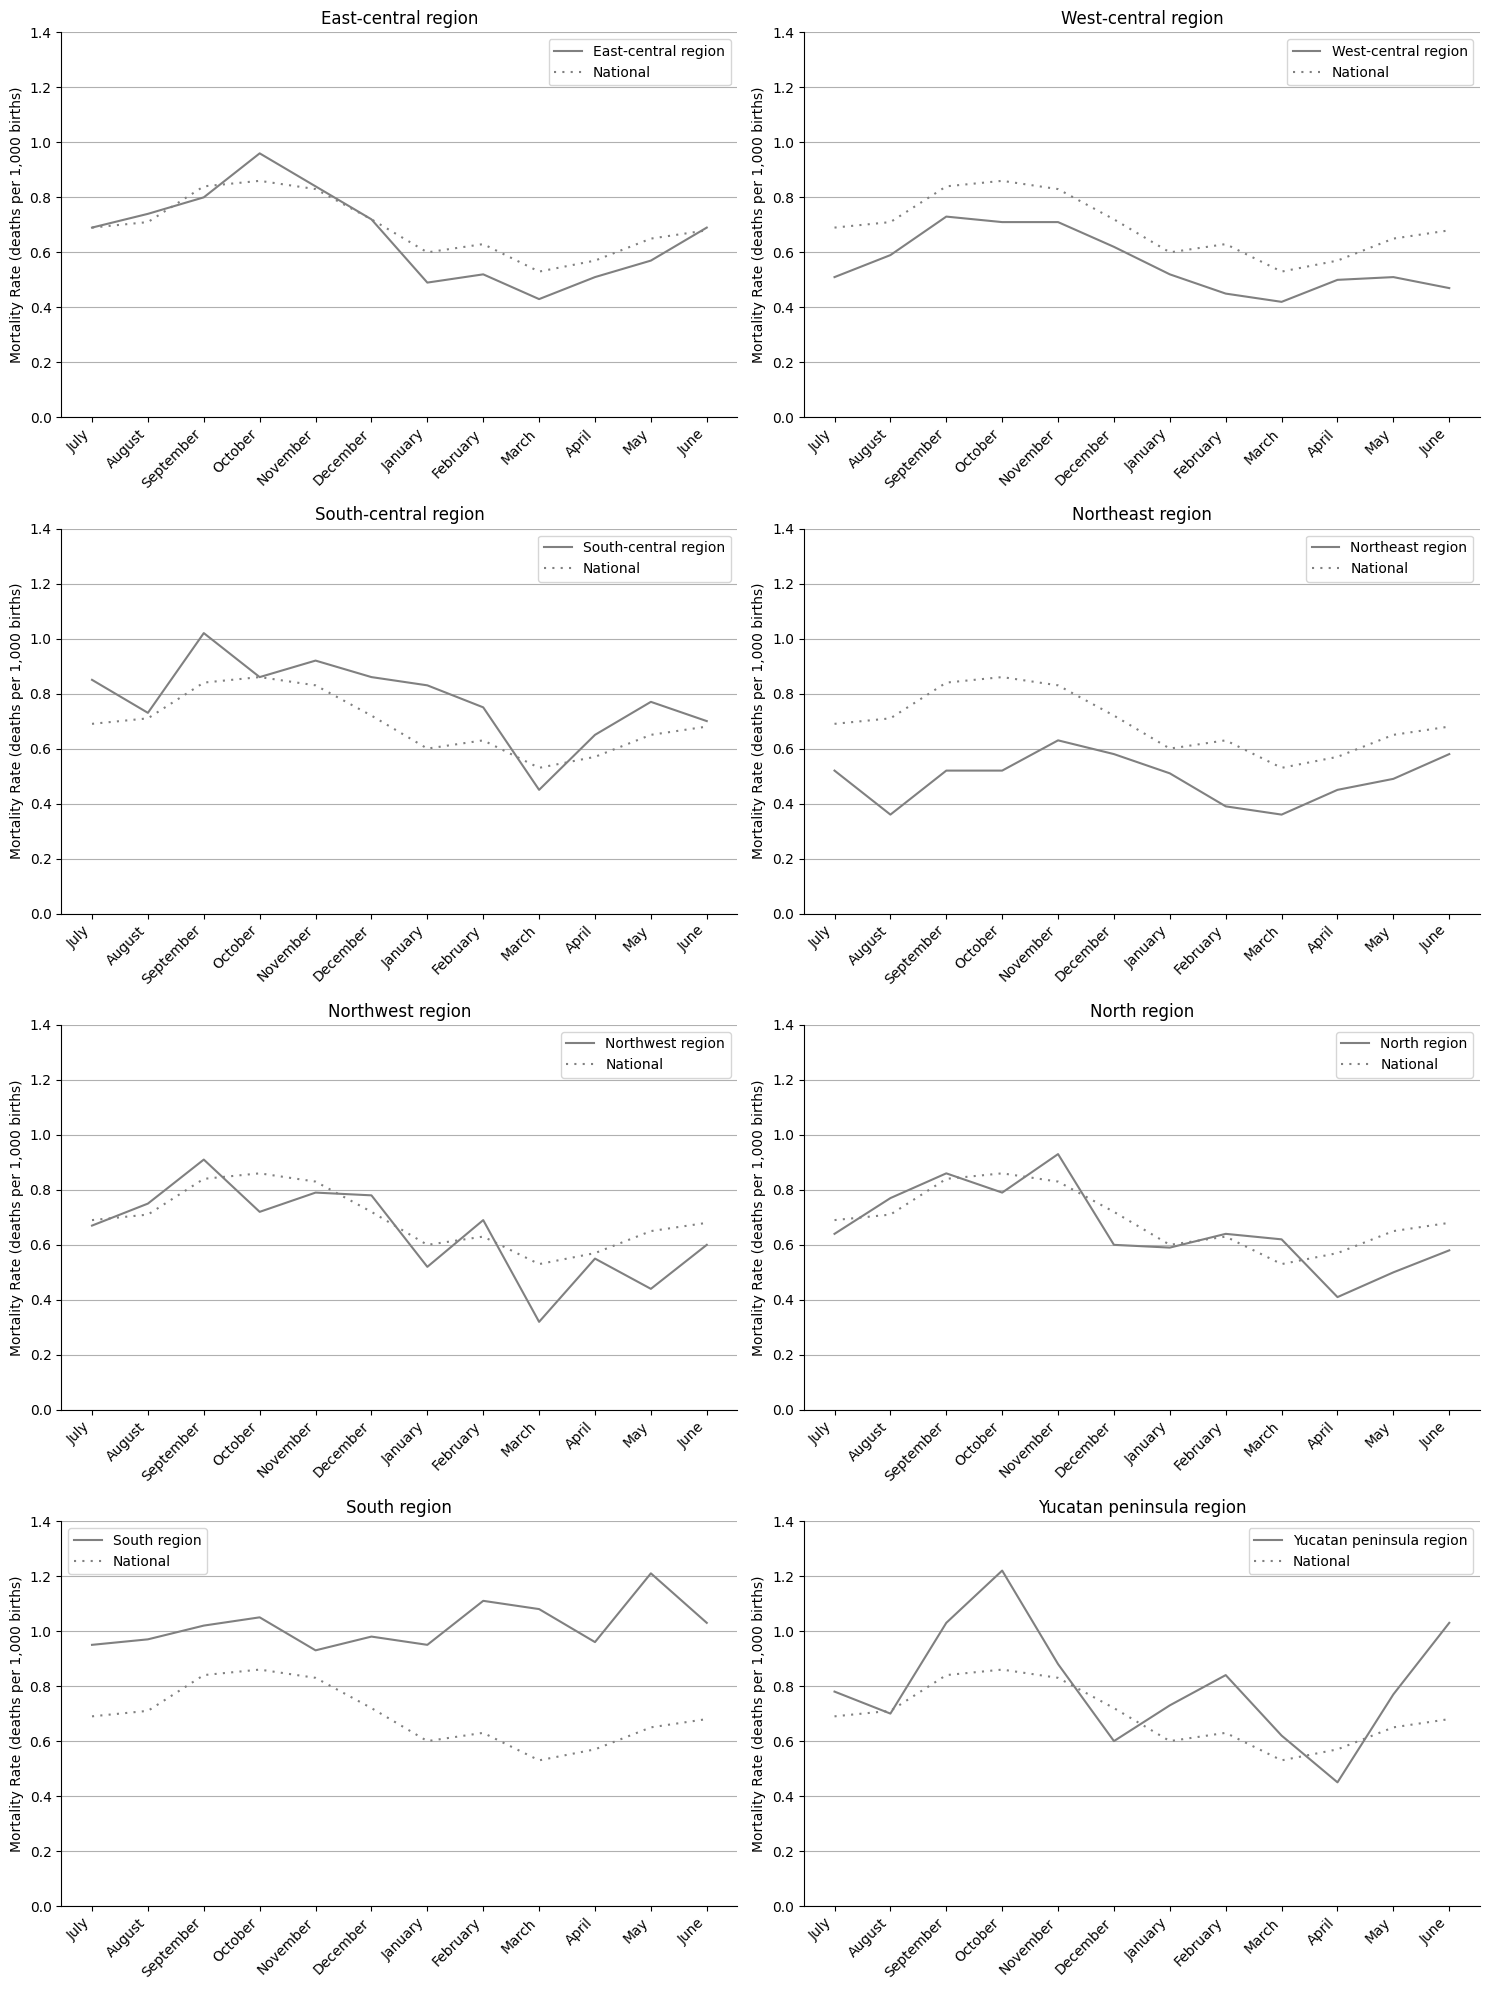 East-central region
Mortality Rate (deaths per 1,000 births)
1.4
1.2
1.0
0.8
0.6
0.4
0.2
0.0
East-central region
National
July
August
September
October
November
December
January
February
March
April
May
June
West-central region
Mortality Rate (deaths per 1,000 births)
1.4
1.2
1.0
0.8
0.6
0.4
0.2
0.0
West-central region
National
July
August
September
October
November
December
January
February
March
April
May
June
South-central region
Mortality Rate (deaths per 1,000 births)
1.4
1.2
1.0
0.8
0.6
0.4
0.2
0.0
South-central region
National
July
August
September
October
November
December
January
February
March
April
May
June
Northeast region
Mortality Rate (deaths per 1,000 births)
1.4
1.2
1.0
0.8
0.6
0.4
0.2
0.0
Northeast region
National
July
August
September
October
November
December
January
February
March
April
May
June
Northwest region
Mortality Rate (deaths per 1,000 births)
1.4
1.2
1.0
0.8
0.6
0.4
0.2
0.0
Northwest region
National
July
August
September
October
November
December
January
February
March
April
May
June
North region
Mortality Rate (deaths per 1,000 births)
1.4
1.2
1.0
0.8
0.6
0.4
0.2
0.0
North region
National
July
August
September
October
November
December
January
February
March
April
May
June
South region
Mortality Rate (deaths per 1,000 births)
1.4
1.2
1.0
0.8
0.6
0.4
0.2
0.0
South region
National
July
August
September
October
November
December
January
February
March
April
May
June
Yucatan peninsula region
Mortality Rate (deaths per 1,000 births)
1.4
1.2
1.0
0.8
0.6
0.4
0.2
0.0
Yucatan peninsula region
National
July
August
September
October
November
December
January
February
March
April
May
June